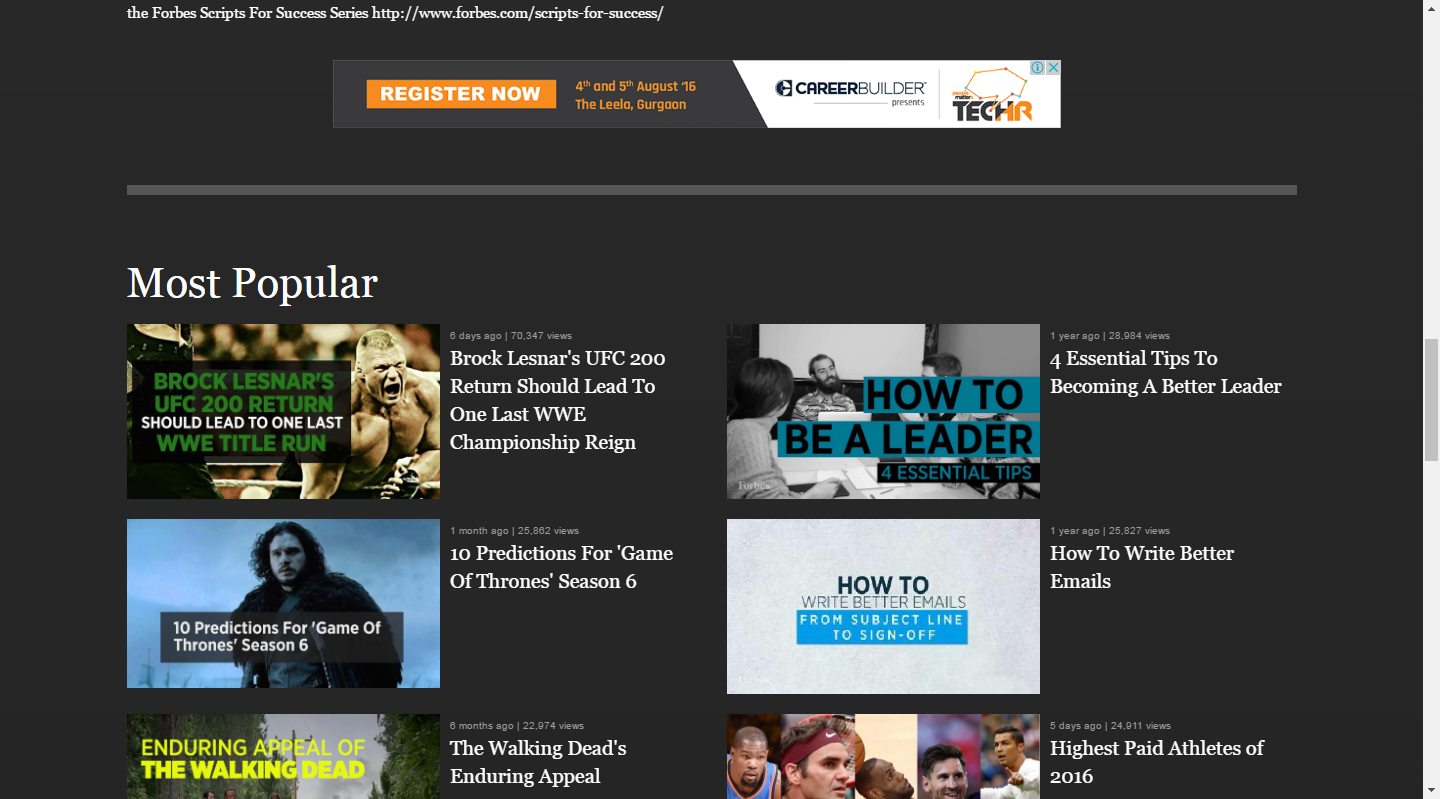 the Forbes Scripts For Success Series http://www.forbes.com/scripts-for-success/
REGISTER NOW
4th and 5th August '16
The Leela, Gurgaon
CAREERBUILDER
presents
people
matters
TECHR
Most Popular
BROCK LESNAR'S
UFC 200 RETURN
SHOULD LEAD TO ONE LAST
WWE TITLE RUN
6 days ago | 70,347 views
Brock Lesnar's UFC 200
Return Should Lead To
One Last WWE
Championship Reign
HOW TO
BE A LEADER
4 ESSENTIAL TIPS
Forbes
1 year ago | 28,984 views
4 Essential Tips To
Becoming A Better Leader
10 Predictions For 'Game Of
Thrones' Season 6
1 month ago | 25,862 views
10 Predictions For 'Game
Of Thrones' Season 6
HOW TO
WRITE BETTER EMAILS
FROM SUBJECT LINE
TO SIGN-OFF
Forbes
1 year ago | 25,827 views
How To Write Better
Emails
ENDURING APPEAL OF
THE WALKING DEAD
6 months ago | 22,974 views
The Walking Dead's
Enduring Appeal
5 days ago | 24,911 views
Highest Paid Athletes of
2016